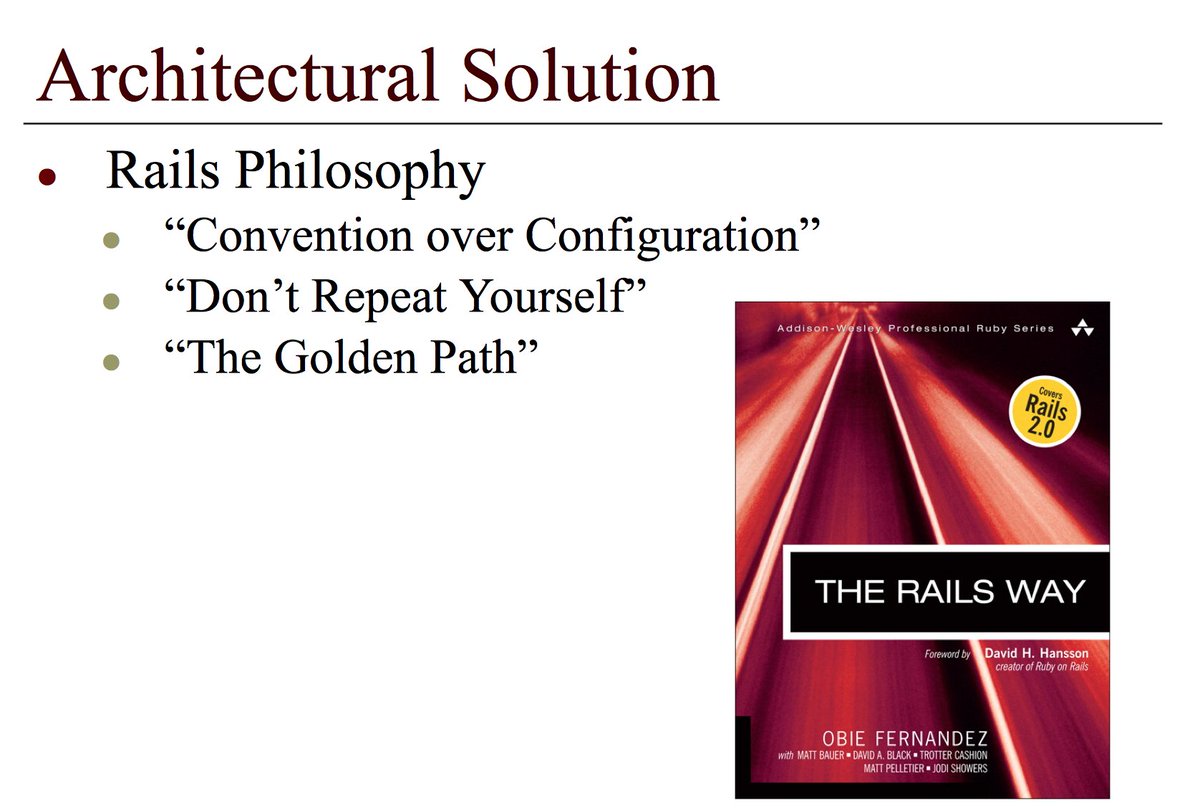 Architectural Solution
Rails Philosophy
“Convention over Configuration”
“Don’t Repeat Yourself”
“The Golden Path”
Addison-Wesley Professional Ruby Series
Covers
Rails
2.0
THE RAILS WAY
Foreword by David H. Hansson
creator of Ruby on Rails
OBIE FERNANDEZ
with MATT BAUER ▪ DAVID A. BLACK ▪ TROTTER CASHION
MATT PELLETIER ▪ JODI SHOWERS